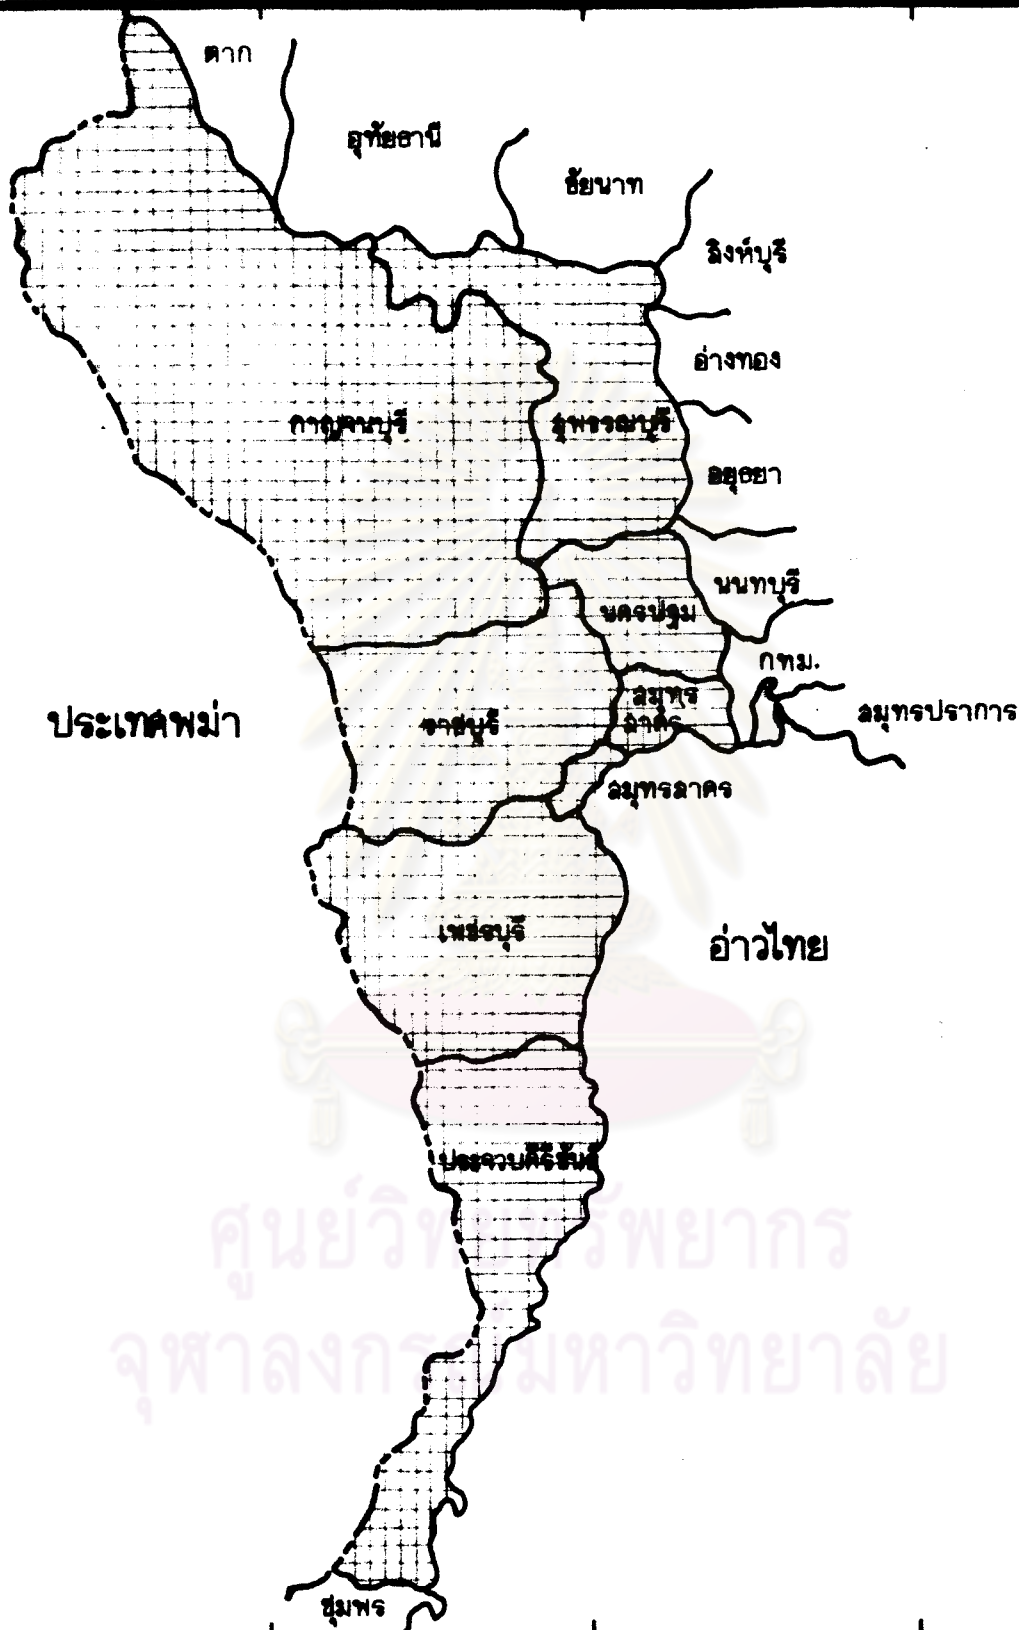 ตาก
อุทัยธานี
ชัยนาท
สิงห์บุรี
อ่างทอง
กาญจนบุรี
สุพรรณบุรี
อยุธยา
นนทบุรี
นครปฐม
กทม.
สมุทร
สาคร
สมุทรปราการ
ประเทศพม่า
ราชบุรี
สมุทรสาคร
เพชรบุรี
อ่าวไทย
ประจวบคีรีขันธ์
ศูนย์วิทยทรัพยากร
จุฬาลงกรณ์มหาวิทยาลัย
ชุมพร